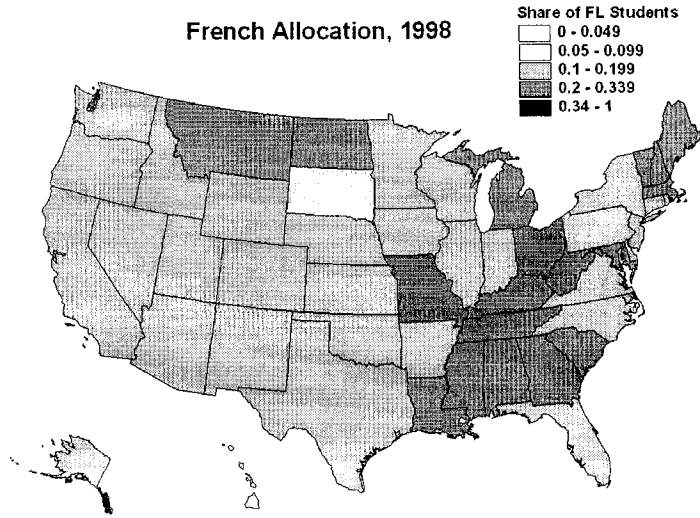 Share of FL Students
French Allocation, 1998
0 - 0.049
0.05 - 0.099
0.1 - 0.199
0.2 - 0.339
0.34 - 1